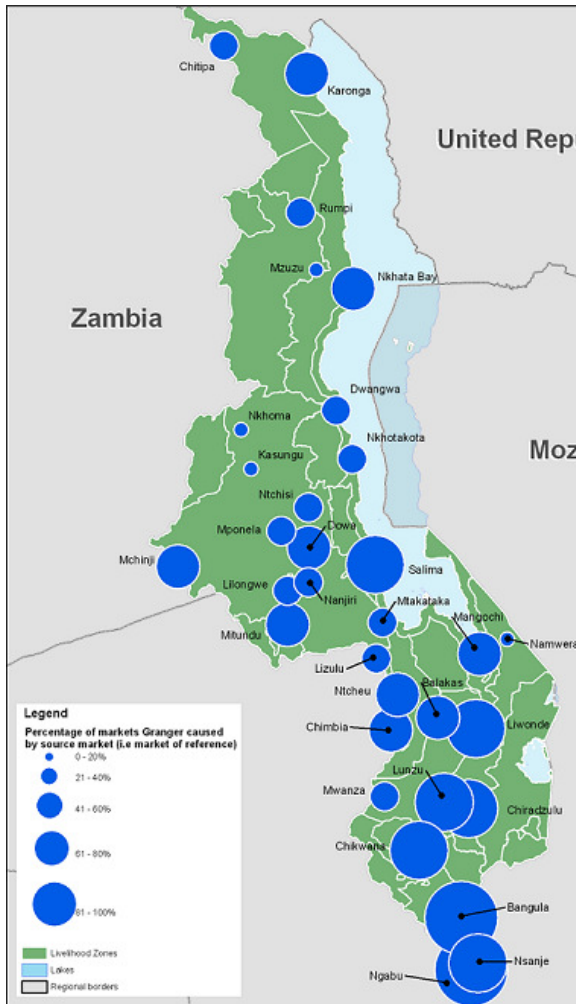 Chitipa
Karonga
United Repu
Rumpi
Mzuzu
Nkhata Bay
Zambia
Dwangwa
Nkhoma
Nkhotakota
Moz
Kasungu
Ntchisi
Mponela
Dowa
Mchinji
Salima
Lilongwe
Nanjiri
Mtakataka
Mangochi
Mitundu
Namwera
Lizulu
Balakas
Ntcheu
Chimbia
Liwonde
Lunzu
Mwanza
Chiradzulu
Chikwawa
Bangula
Nsanje
Ngabu
Legend
Percentage of markets Granger caused
by source market (i.e market of reference)
0 - 20%
21 - 40%
41 - 60%
61 - 80%
81 - 100%
Livelihood Zones
Lakes
Regional borders